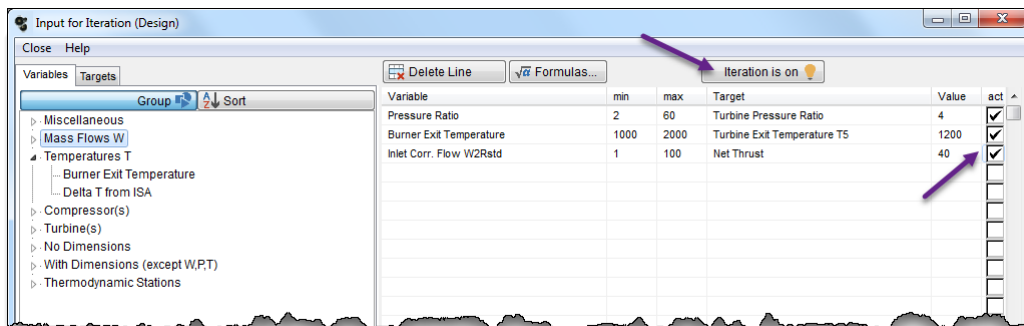 Input for Iteration (Design)
Close Help
Variables Targets
Group Sort
Miscellaneous
Mass Flows W
Temperatures T
Burner Exit Temperature
Delta T from ISA
Compressor(s)
Turbine(s)
No Dimensions
With Dimensions (except W,P,T)
Thermodynamic Stations
Delete Line √a Formulas... Iteration is on
Variable min max Target Value act
Pressure Ratio 2 60 Turbine Pressure Ratio 4
Burner Exit Temperature 1000 2000 Turbine Exit Temperature T5 1200
Inlet Corr. Flow W2Rstd 1 100 Net Thrust 40